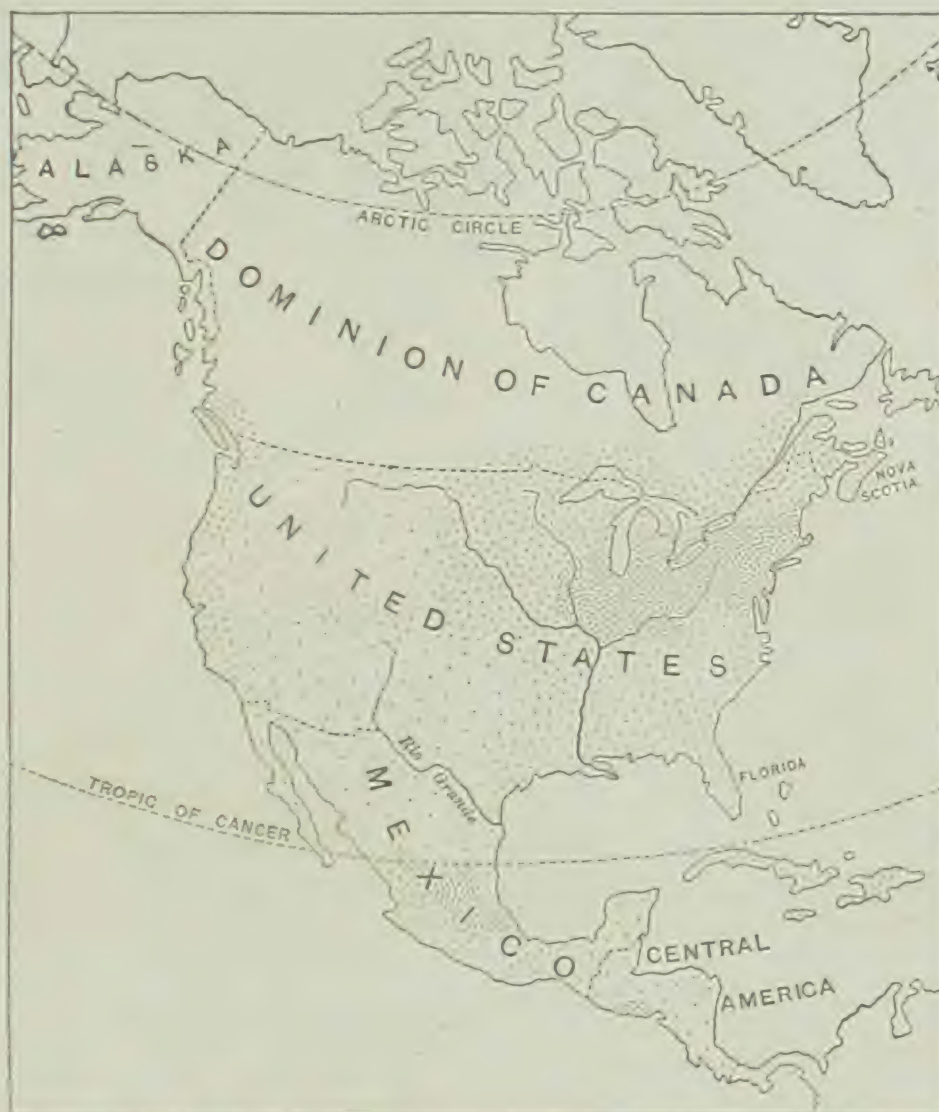 ALASKA
ARCTIC CIRCLE
DOMINION OF CANADA
NOVA
SCOTIA
UNITED STATES
Rio Grande
FLORIDA
TROPIC OF CANCER
MEXICO
CENTRAL
AMERICA
S